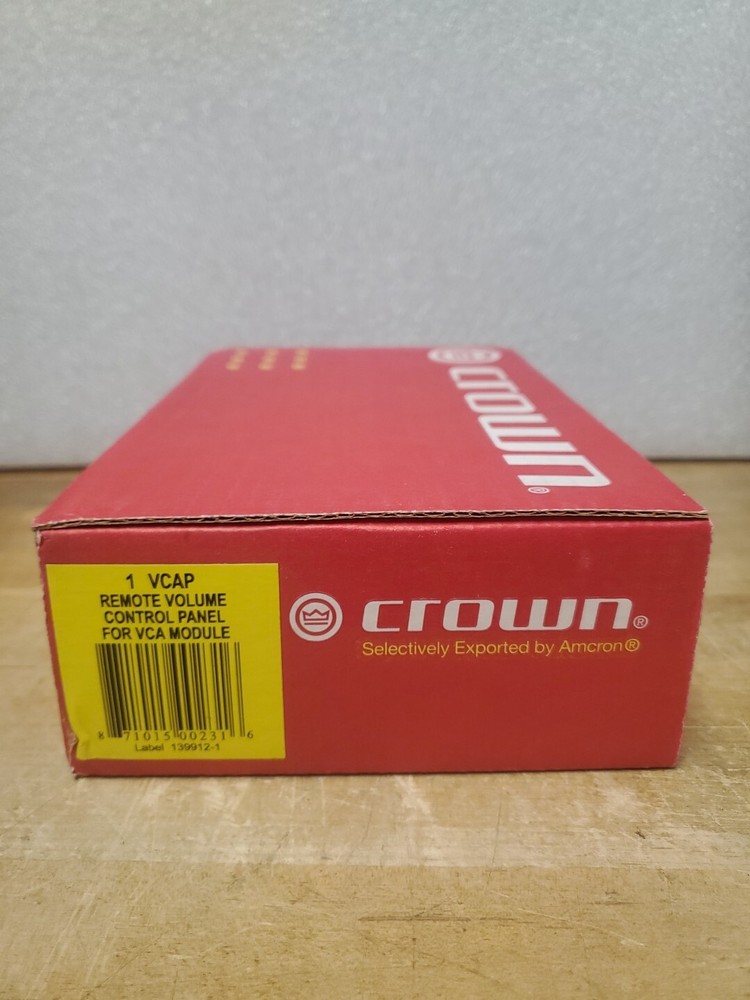 crown®
1 VCAP
REMOTE VOLUME
CONTROL PANEL
FOR VCA MODULE
8 71015 00231 6
Label 139912-1
crown®
Selectively Exported by Amcron®